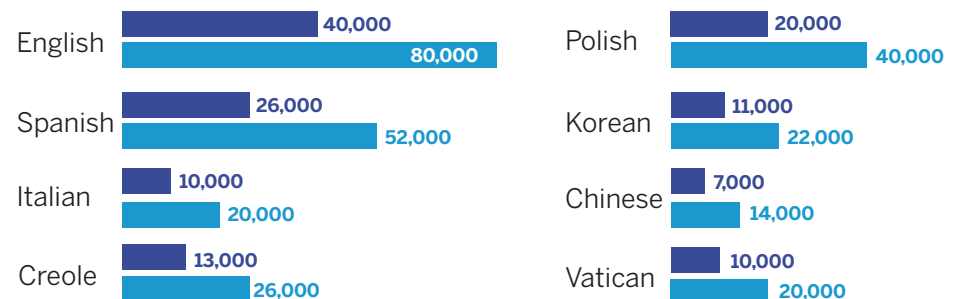 English
40,000
80,000
Spanish
26,000
52,000
Italian
10,000
20,000
Creole
13,000
26,000
Polish
20,000
40,000
Korean
11,000
22,000
Chinese
7,000
14,000
Vatican
10,000
20,000